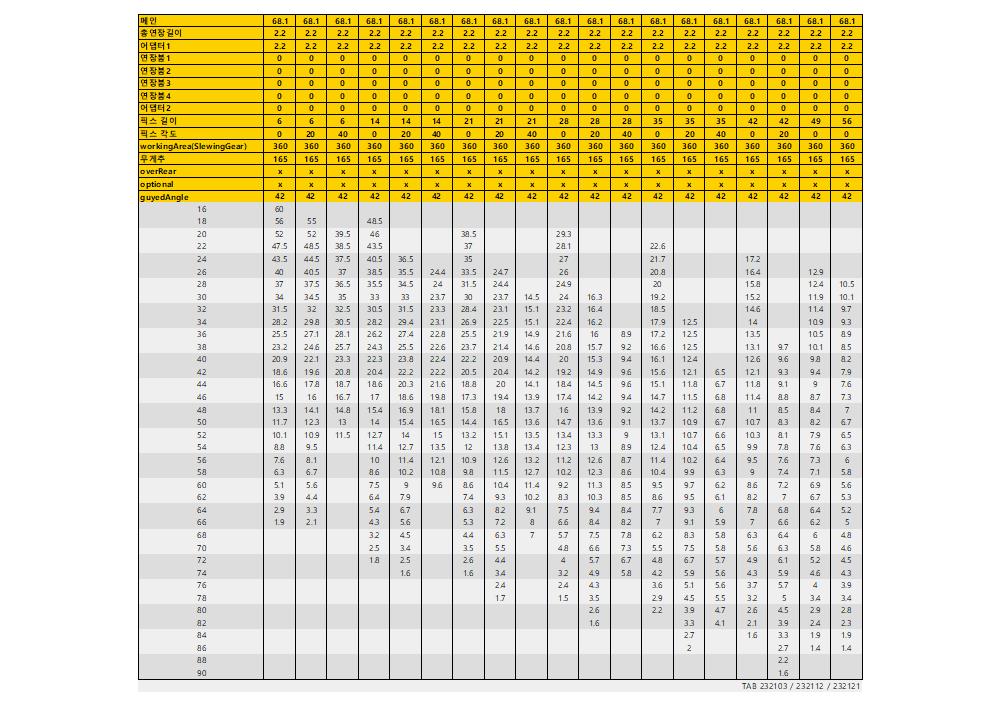 메인 68.1 68.1 68.1 68.1 68.1 68.1 68.1 68.1 68.1 68.1 68.1 68.1 68.1 68.1 68.1 68.1 68.1 68.1 68.1
총연장길이 2.2 2.2 2.2 2.2 2.2 2.2 2.2 2.2 2.2 2.2 2.2 2.2 2.2 2.2 2.2 2.2 2.2 2.2 2.2
어댑터1 2.2 2.2 2.2 2.2 2.2 2.2 2.2 2.2 2.2 2.2 2.2 2.2 2.2 2.2 2.2 2.2 2.2 2.2 2.2
연장붐1 0 0 0 0 0 0 0 0 0 0 0 0 0 0 0 0 0 0 0
연장붐2 0 0 0 0 0 0 0 0 0 0 0 0 0 0 0 0 0 0 0
연장붐3 0 0 0 0 0 0 0 0 0 0 0 0 0 0 0 0 0 0 0
연장붐4 0 0 0 0 0 0 0 0 0 0 0 0 0 0 0 0 0 0 0
어댑터2 0 0 0 0 0 0 0 0 0 0 0 0 0 0 0 0 0 0 0
픽스 길이 6 6 6 14 14 14 21 21 21 28 28 28 35 35 35 42 42 49 56
픽스 각도 0 20 40 0 20 40 0 20 40 0 20 40 0 20 40 0 20 0 0
workingArea(SlewingGear) 360 360 360 360 360 360 360 360 360 360 360 360 360 360 360 360 360 360 360
무게추 165 165 165 165 165 165 165 165 165 165 165 165 165 165 165 165 165 165 165
overRear x x x x x x x x x x x x x x x x x x x
optional x x x x x x x x x x x x x x x x x x x
guyedAngle 42 42 42 42 42 42 42 42 42 42 42 42 42 42 42 42 42 42 42
16 60
18 56 55 48.5
20 52 52 39.5 46 38.5 29.3
22 47.5 48.5 38.5 43.5 37 28.1 22.6
24 43.5 44.5 37.5 40.5 36.5 35 27 21.7 17.2
26 40 40.5 37 38.5 35.5 24.4 33.5 24.7 26 20.8 16.4 12.9
28 37 37.5 36.5 35.5 34.5 24 31.5 24.4 24.9 20 15.8 12.4 10.5
30 34 34.5 35 33 33 23.7 30 23.7 14.5 24 16.3 19.2 15.2 11.9 10.1
32 31.5 32 32.5 30.5 31.5 23.3 28.4 23.1 15.1 23.2 16.4 18.5 14.6 11.4 9.7
34 28.2 29.8 30.5 28.2 29.4 23.1 26.9 22.5 15.1 22.4 16.2 17.9 12.5 14 10.9 9.3
36 25.5 27.1 28.1 26.2 27.4 22.8 25.5 21.9 14.9 21.6 16 8.9 17.2 12.5 13.5 10.5 8.9
38 23.2 24.6 25.7 24.3 25.5 22.6 23.7 21.4 14.6 20.8 15.7 9.2 16.6 12.5 13.1 9.7 10.1 8.5
40 20.9 22.1 23.3 22.3 23.8 22.4 22.2 20.9 14.4 20 15.3 9.4 16.1 12.4 12.6 9.6 9.8 8.2
42 18.6 19.6 20.8 20.4 22.2 22.2 20.5 20.4 14.2 19.2 14.9 9.6 15.6 12.1 6.5 12.1 9.3 9.4 7.9
44 16.6 17.8 18.7 18.6 20.3 21.6 18.8 20 14.1 18.4 14.5 9.6 15.1 11.8 6.7 11.8 9.1 9 7.6
46 15 16 16.7 17 18.6 19.8 17.3 19.4 13.9 17.4 14.2 9.4 14.7 11.5 6.8 11.4 8.8 8.7 7.3
48 13.3 14.1 14.8 15.4 16.9 18.1 15.8 18 13.7 16 13.9 9.2 14.2 11.2 6.8 11 8.5 8.4 7
50 11.7 12.3 13 14 15.4 16.5 14.4 16.5 13.6 14.7 13.6 9.1 13.7 10.9 6.7 10.7 8.3 8.2 6.7
52 10.1 10.9 11.5 12.7 14 15 13.2 15.1 13.5 13.4 13.3 9 13.1 10.7 6.6 10.3 8.1 7.9 6.5
54 8.8 9.5 11.4 12.7 13.5 12 13.8 13.4 12.3 13 8.9 12.4 10.4 6.5 9.9 7.8 7.6 6.3
56 7.6 8.1 10 11.4 12.1 10.9 12.6 13.2 11.2 12.6 8.7 11.4 10.2 6.4 9.5 7.6 7.3 6
58 6.3 6.7 8.6 10.2 10.8 9.8 11.5 12.7 10.2 12.3 8.6 10.4 9.9 6.3 9 7.4 7.1 5.8
60 5.1 5.6 7.5 9 9.6 8.6 10.4 11.4 9.2 11.3 8.5 9.5 9.7 6.2 8.6 7.2 6.9 5.6
62 3.9 4.4 6.4 7.9 7.4 9.3 10.2 8.3 10.3 8.5 8.6 9.5 6.1 8.2 7 6.7 5.3
64 2.9 3.3 5.4 6.7 6.3 8.2 9.1 7.5 9.4 8.4 7.7 9.3 6 7.8 6.8 6.4 5.2
66 1.9 2.1 4.3 5.6 5.3 7.2 8 6.6 8.4 8.2 7 9.1 5.9 7 6.6 6.2 5
68 3.2 4.5 4.4 6.3 7 5.7 7.5 7.8 6.2 8.3 5.8 6.3 6.4 6 4.8
70 2.5 3.4 3.5 5.5 4.8 6.6 7.3 5.5 7.5 5.8 5.6 6.3 5.8 4.6
72 1.8 2.5 2.6 4.4 4 5.7 6.7 4.8 6.7 5.7 4.9 6.1 5.2 4.5
74 1.6 1.6 3.4 3.2 4.9 5.8 4.2 5.9 5.6 4.3 5.9 4.6 4.3
76 2.4 2.4 4.3 3.6 5.1 5.6 3.7 5.7 4 3.9
78 1.7 1.5 3.5 2.9 4.5 5.5 3.2 5 3.4 3.4
80 2.6 2.2 3.9 4.7 2.6 4.5 2.9 2.8
82 1.6 3.3 4.1 2.1 3.9 2.4 2.3
84 2.7 1.6 3.3 1.9 1.9
86 2 2.7 1.4 1.4
88 2.2
90 1.6
TAB 232103 / 232112 / 232121